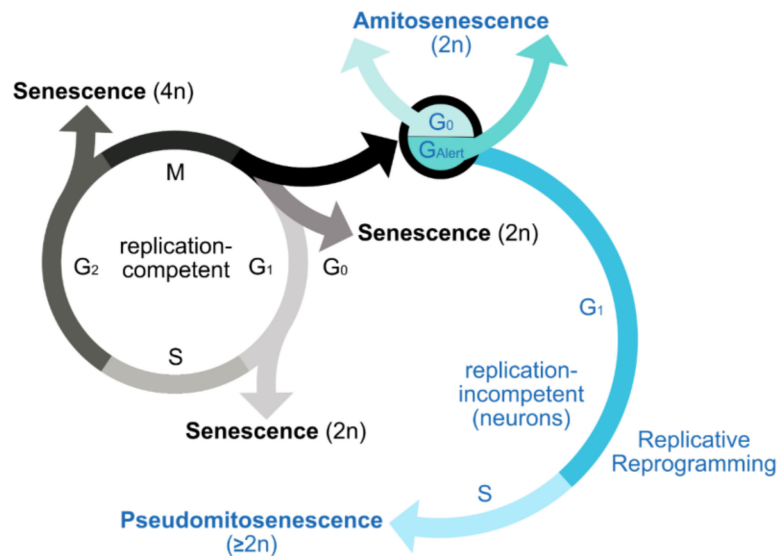 Amitosenescence
(2n)
Senescence (4n)
G₀
GAlert
M
Senescence (2n)
replication-
competent
G₂
G₁
G₀
G₁
S
replication-
incompetent
(neurons)
Senescence (2n)
Replicative
Reprogramming
S
Pseudomitosenescence
(≥2n)